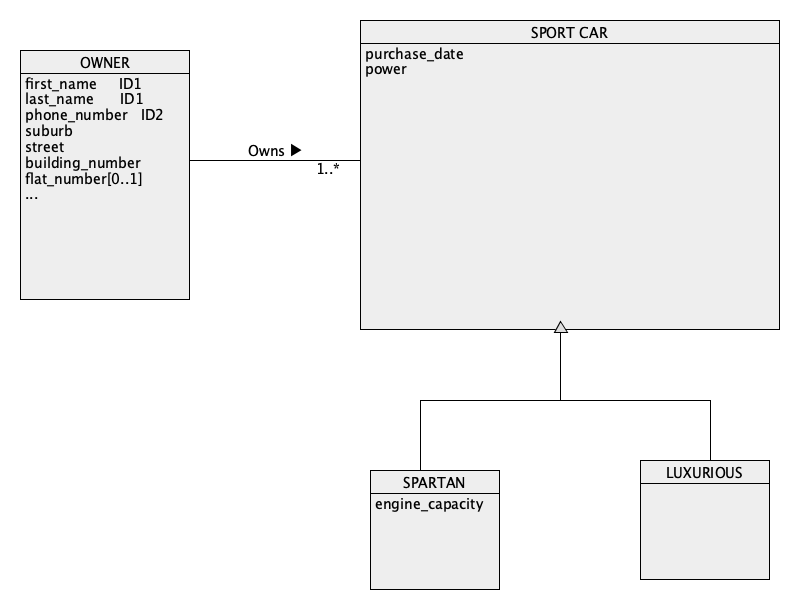 OWNER
first_name ID1
last_name ID1
phone_number ID2
suburb
street
building_number
flat_number[0..1]
...
Owns ▶
1..*
SPORT CAR
purchase_date
power
SPARTAN
engine_capacity
LUXURIOUS